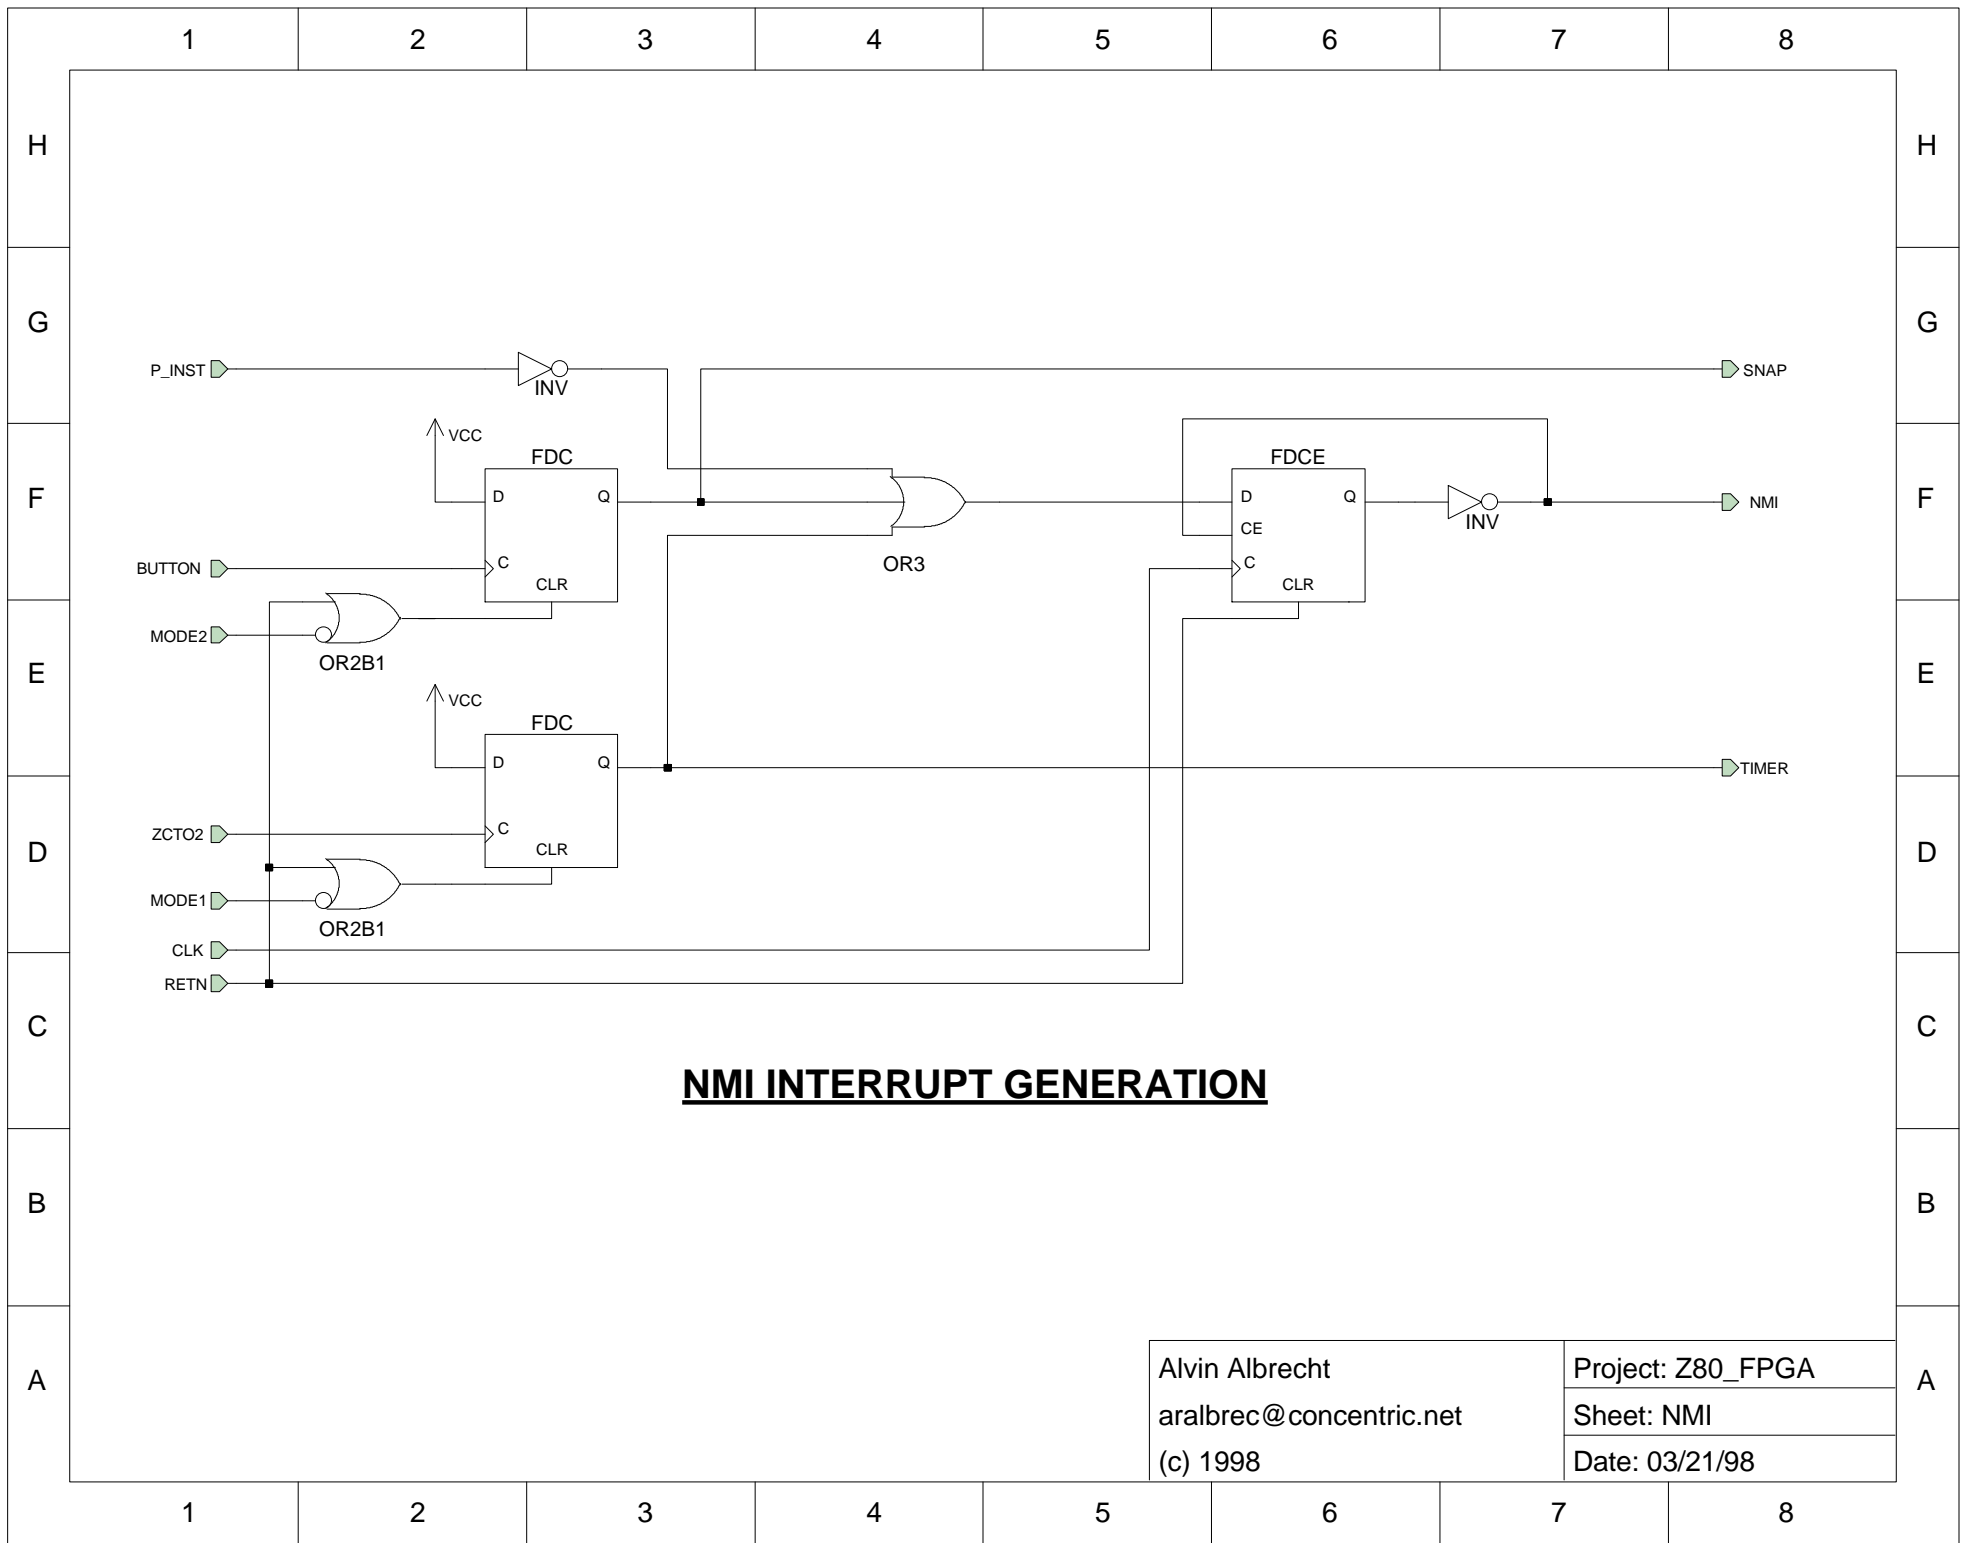 1 2 3 4 5 6 7 8
H H
G G
P_INST INV SNAP
VCC
FDC FDCE
F D Q D Q NMI F
CE INV
BUTTON C OR3 C
CLR CLR
MODE2
OR2B1
E E
VCC
FDC
D Q TIMER
ZCTO2 C
D CLR D
MODE1
OR2B1
CLK
RETN
C C
NMI INTERRUPT GENERATION
B B
A A
Alvin Albrecht Project: Z80_FPGA
aralbrec@concentric.net Sheet: NMI
(c) 1998 Date: 03/21/98
1 2 3 4 5 6 7 8